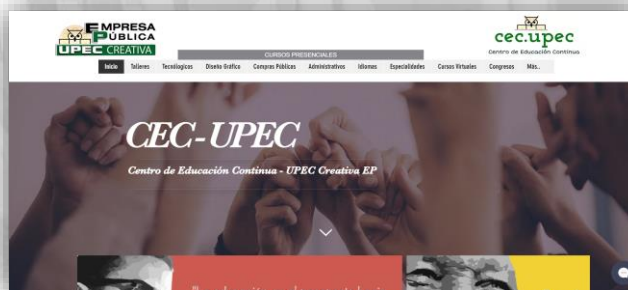 EMPRESA
PÚBLICA
UPEC CREATIVA
cec.upec
Centro de Educación Continua
CURSOS PRESENCIALES
Inicio Talleres Tecnológicos Diseño Gráfico Compras Públicas Administrativos Idiomas Especialidades Cursos Virtuales Congresos Más...
CEC-UPEC
Centro de Educación Continua - UPEC Creativa EP